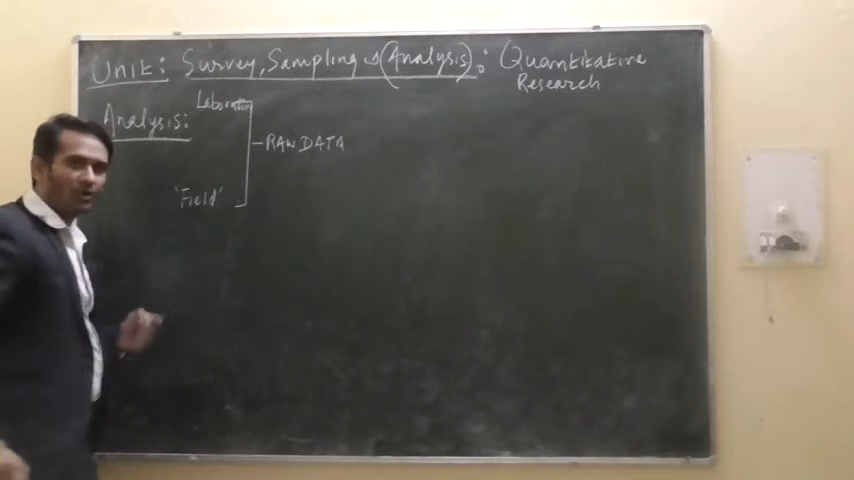 Unit: Survey, Sampling & (Analysis): Quantitative
Research
Analysis:
Laboratory
- RAW DATA
'Field'